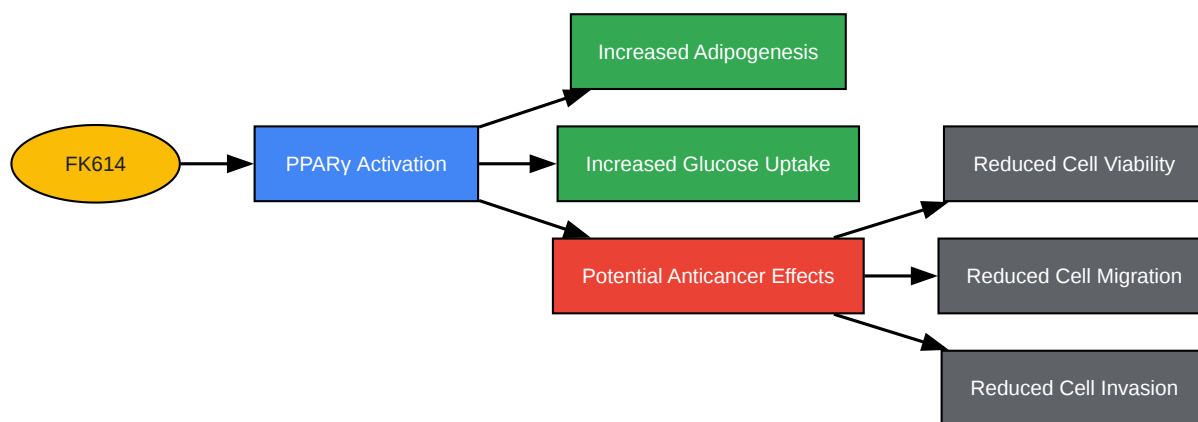 Increased Adipogenesis
FK614
PPARγ Activation
Increased Glucose Uptake
Reduced Cell Viability
Potential Anticancer Effects
Reduced Cell Migration
Reduced Cell Invasion